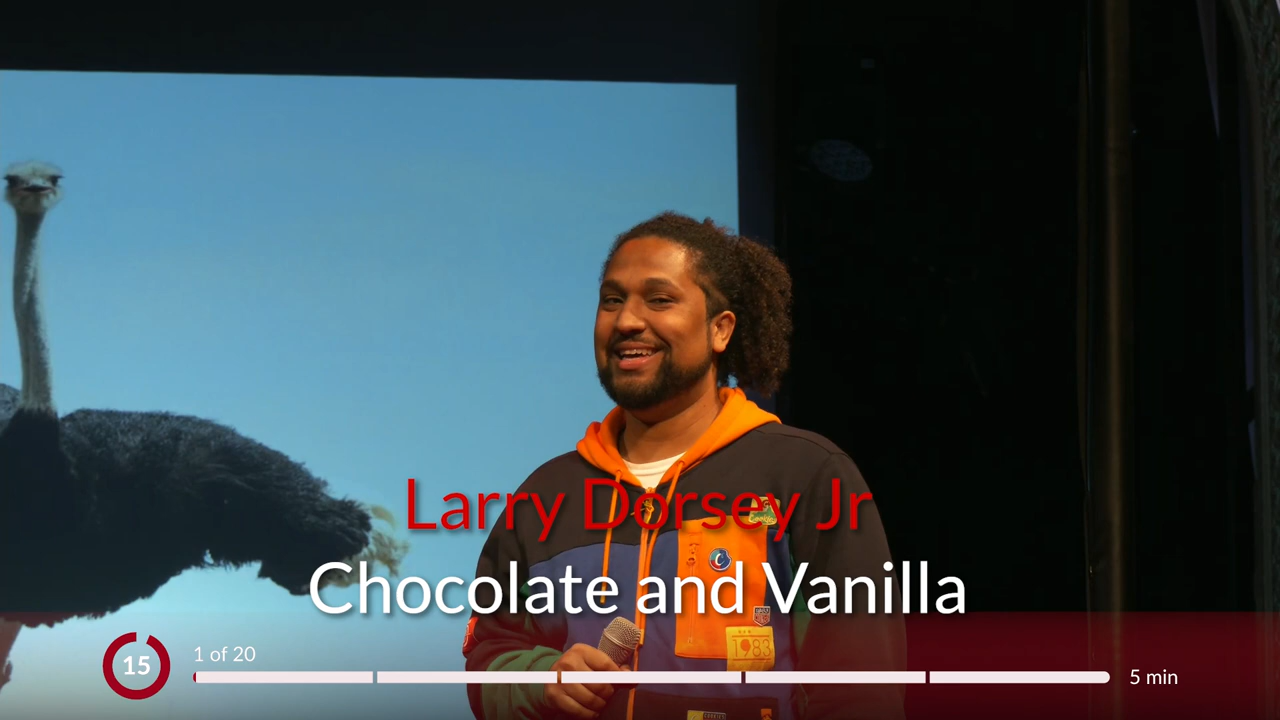 Larry Dorsey Jr
Chocolate and Vanilla
1983
15
1 of 20
5 min